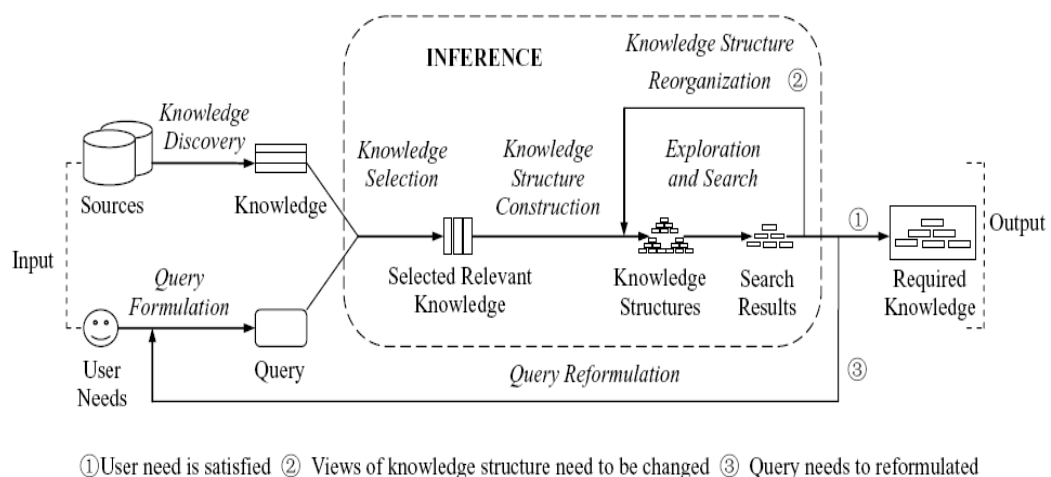 Knowledge Structure
INFERENCE
Reorganization ②
Knowledge
Discovery
Knowledge
Selection
Knowledge
Structure
Construction
Exploration
and Search
Sources
Knowledge
①
Output
Input
Selected Relevant
Knowledge
Knowledge
Structures
Search
Results
Required
Knowledge
Query
Formulation
User
Needs
Query
Query Reformulation
③
①User need is satisfied ② Views of knowledge structure need to be changed ③ Query needs to reformulated